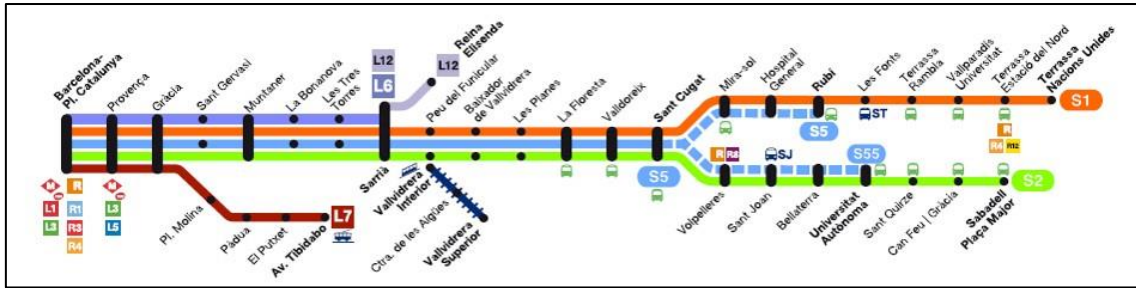 Barcelona-
Pl. Catalunya
Provença
Gràcia
Sant Gervasi
Muntaner
La Bonanova
Les Tres
Torres
L12
L6
L12
Reina
Elisenda
Peu del Funicular
Baixador
de Vallvidrera
Les Planes
La Floresta
Valldoreix
Sant Cugat
Mira-sol
Hospital
General
Rubí
Les Fonts
Terrassa
Rambla
Vallparadís
Universitat
Terrassa
Estació del Nord
Terrassa
Nacions Unides
S1
ST
S5
R
R4
R12
R
R8
SJ
S55
S5
S2
M
R
L1
R1
L3
R3
R4
M
L3
L5
Pl. Molina
Pàdua
El Putxet
Av. Tibidabo
L7
Sarrià
Vallvidrera
Inferior
Ctra. de les Aigües
Vallvidrera
Superior
Volpelleres
Sant Joan
Bellaterra
Universitat
Autònoma
Sant Quirze
Can Feu | Gràcia
Sabadell
Plaça Major